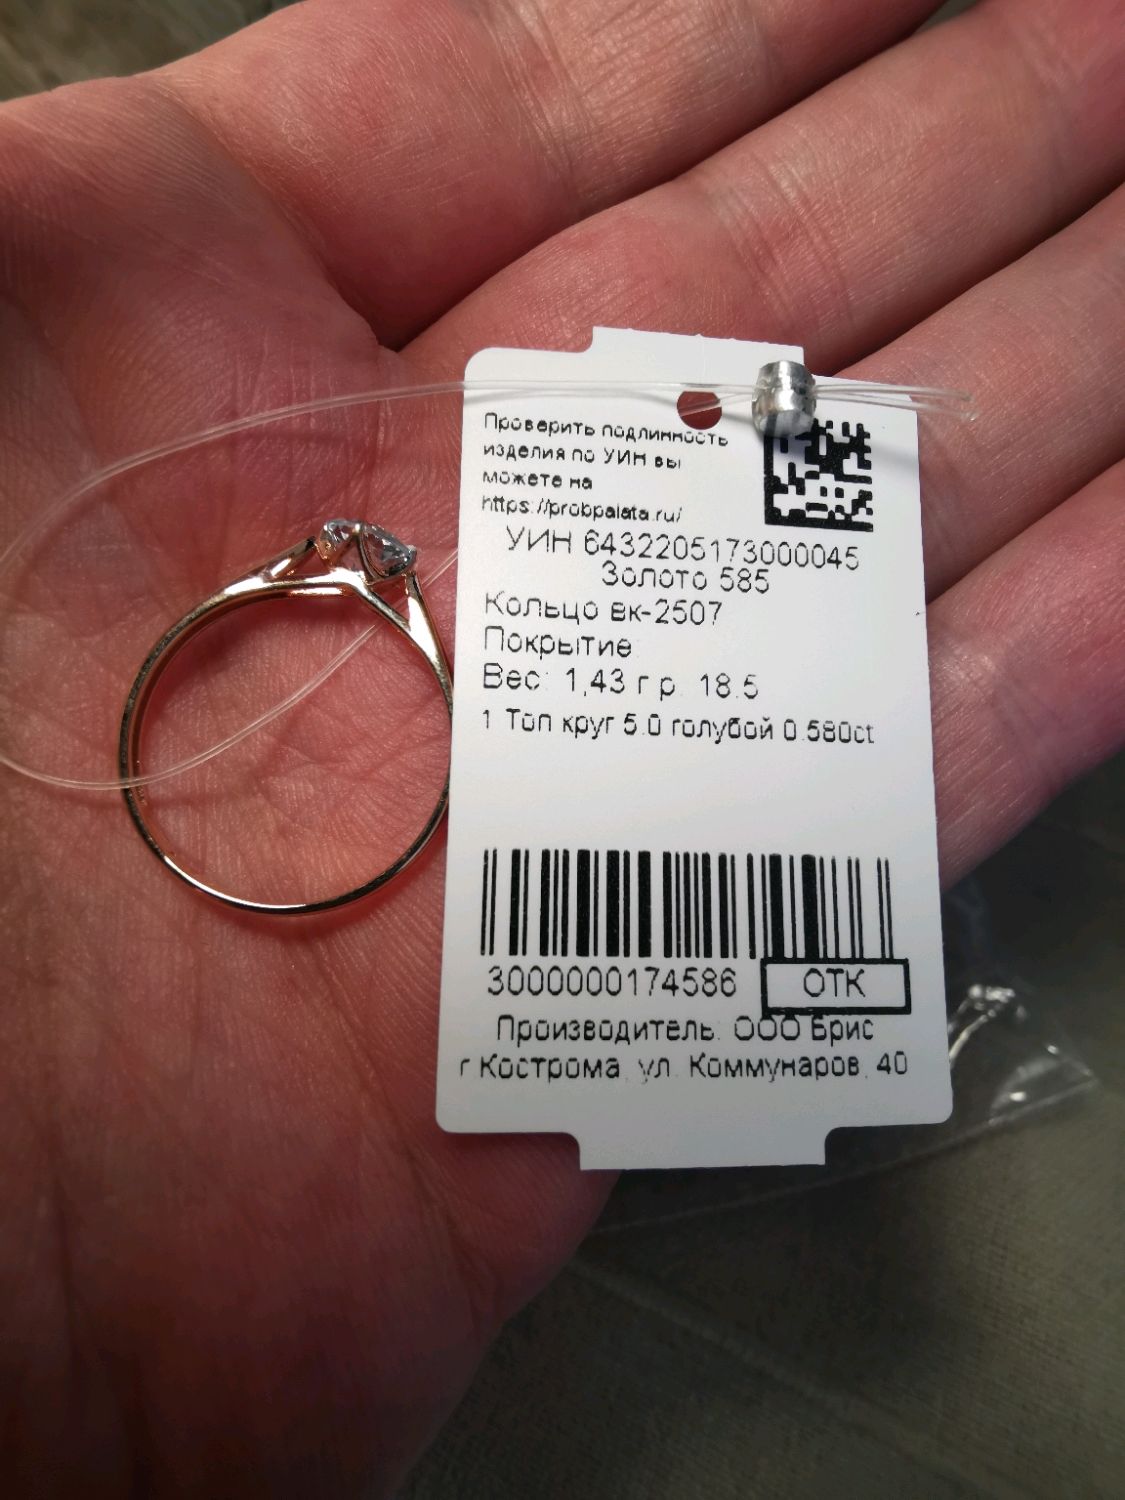 Проверить подлинность
изделия по УИН вы
можете на
https://probpalata.ru/
УИН 6432205173000045
Золото 585
Кольцо вк-2507
Покрытие:
Вес: 1,43 г р. 18.5
1 Топ круг 5.0 голубой 0.580ct
3000000174586
ОТК
Производитель: ООО Брис
г.Кострома, ул. Коммунаров, 40